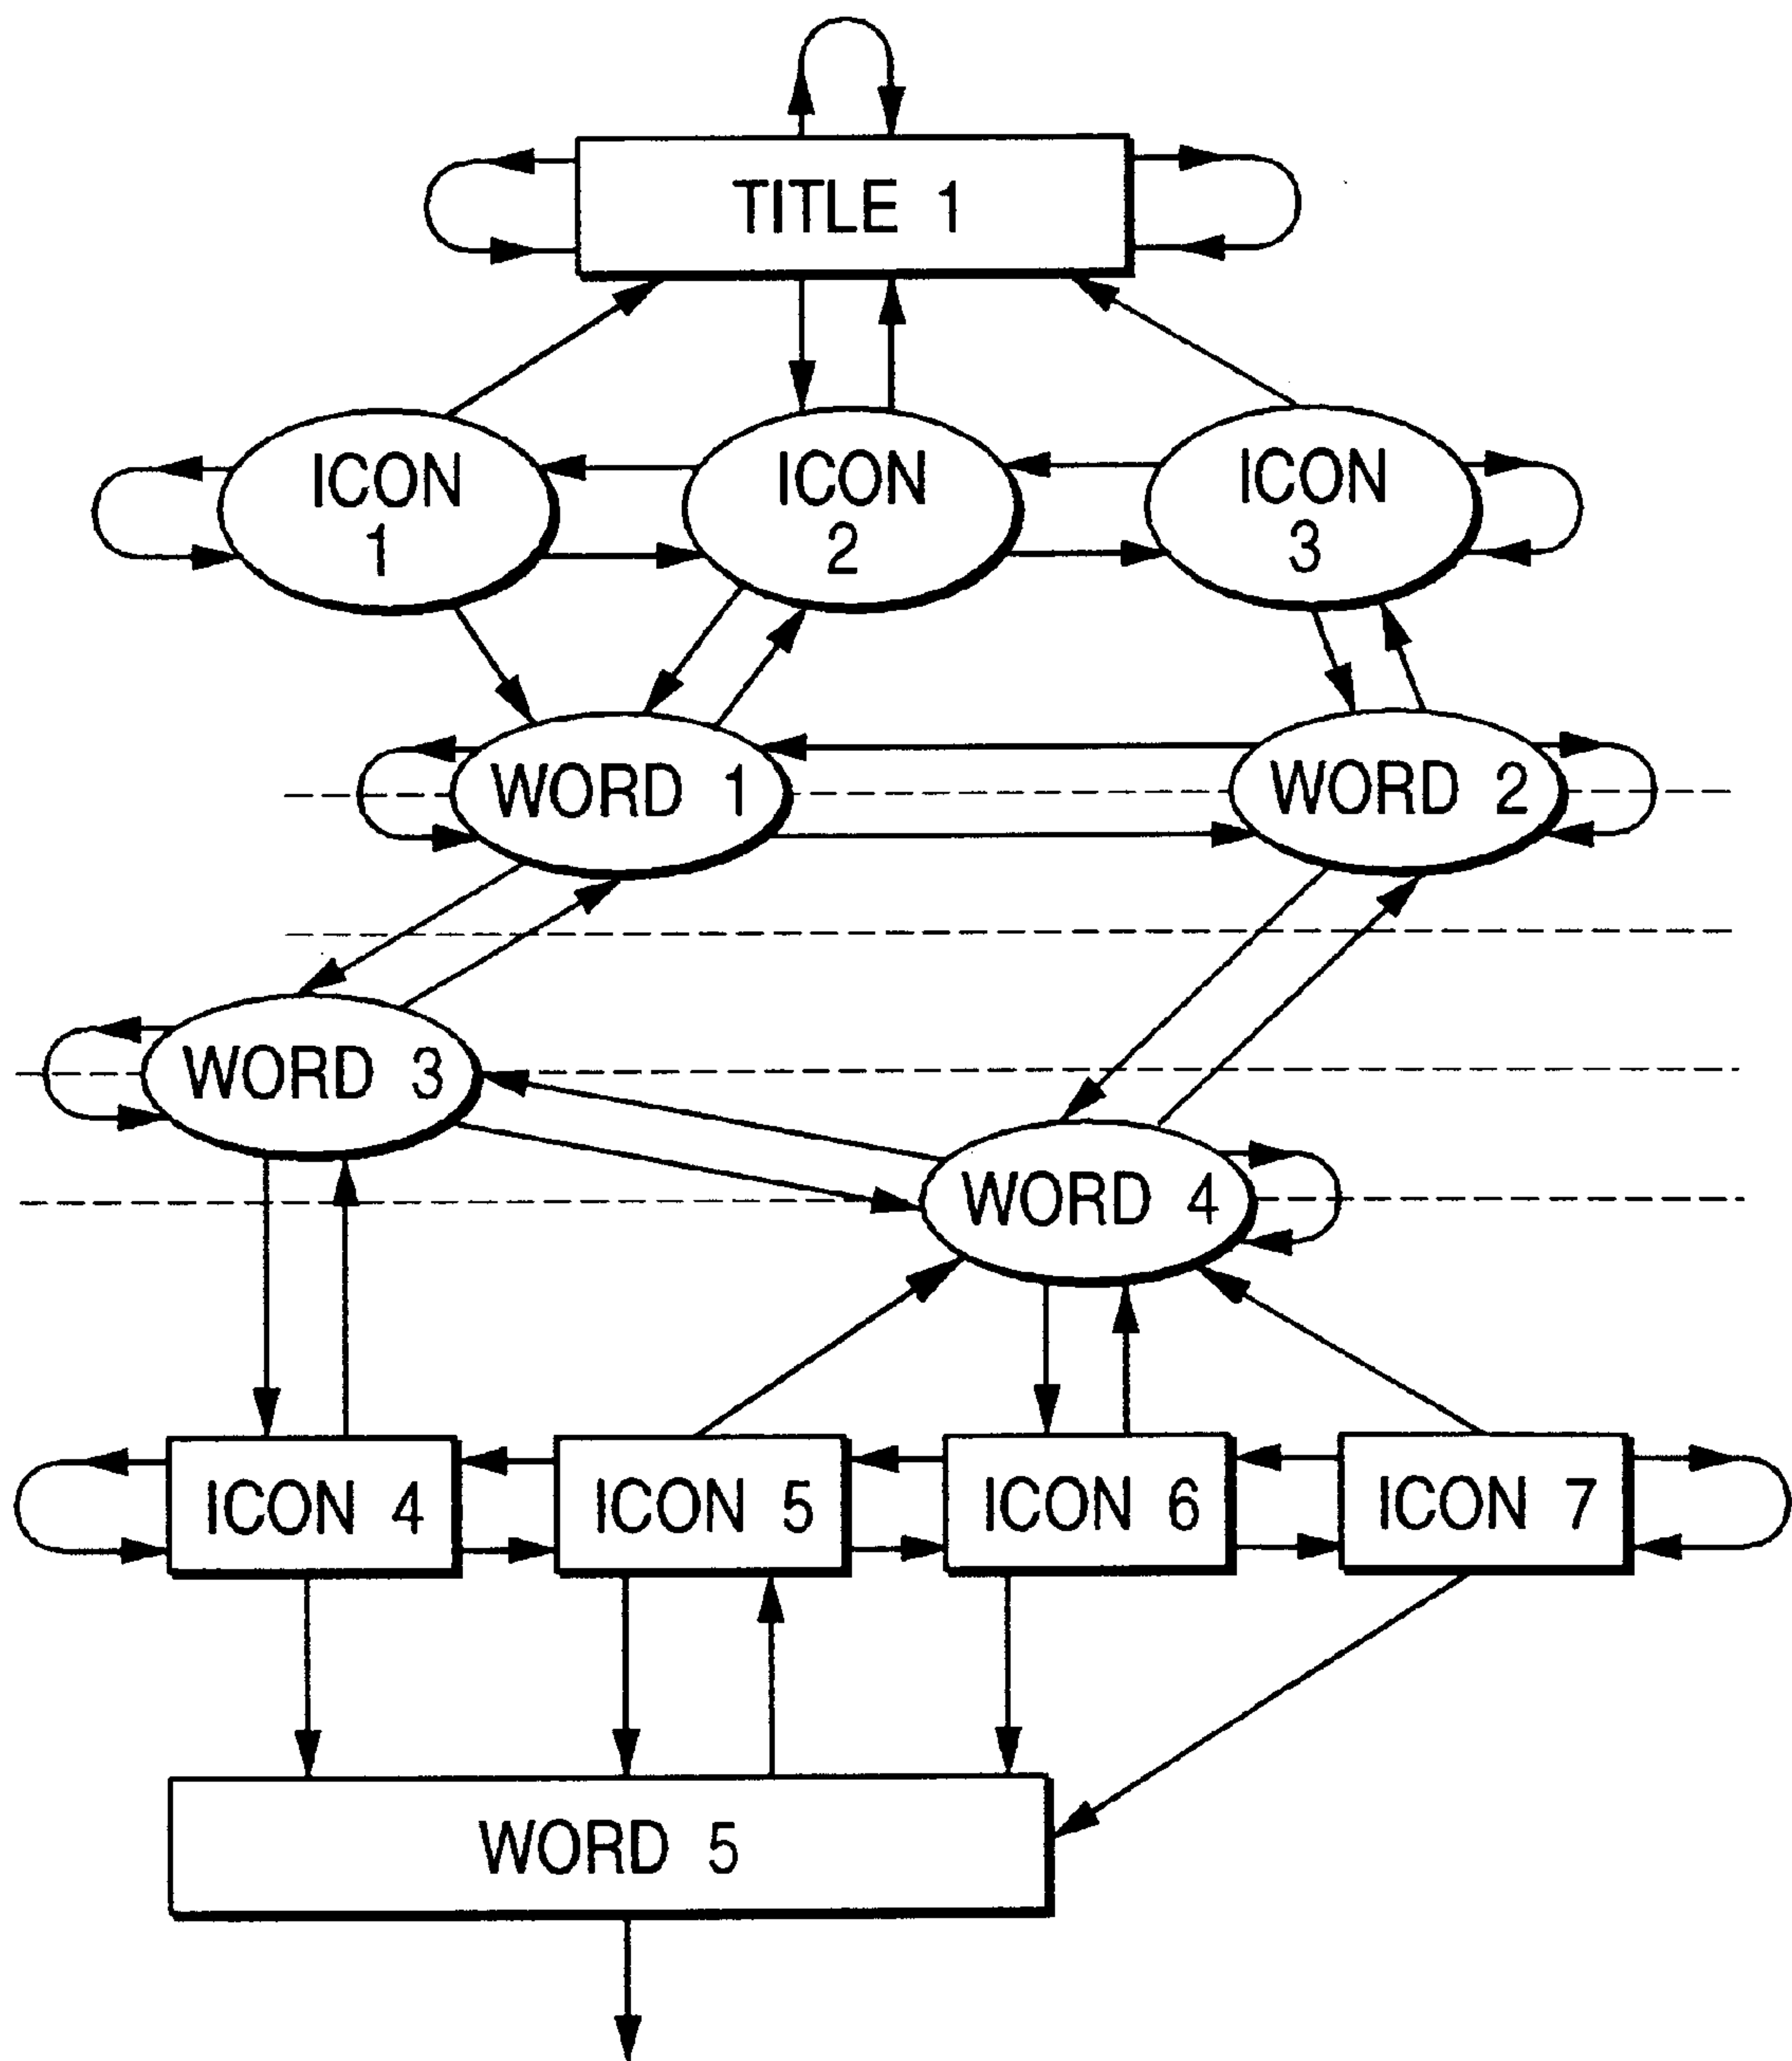 TITLE 1
ICON
1
ICON
2
ICON
3
WORD 1
WORD 2
WORD 3
WORD 4
ICON 4
ICON 5
ICON 6
ICON 7
WORD 5